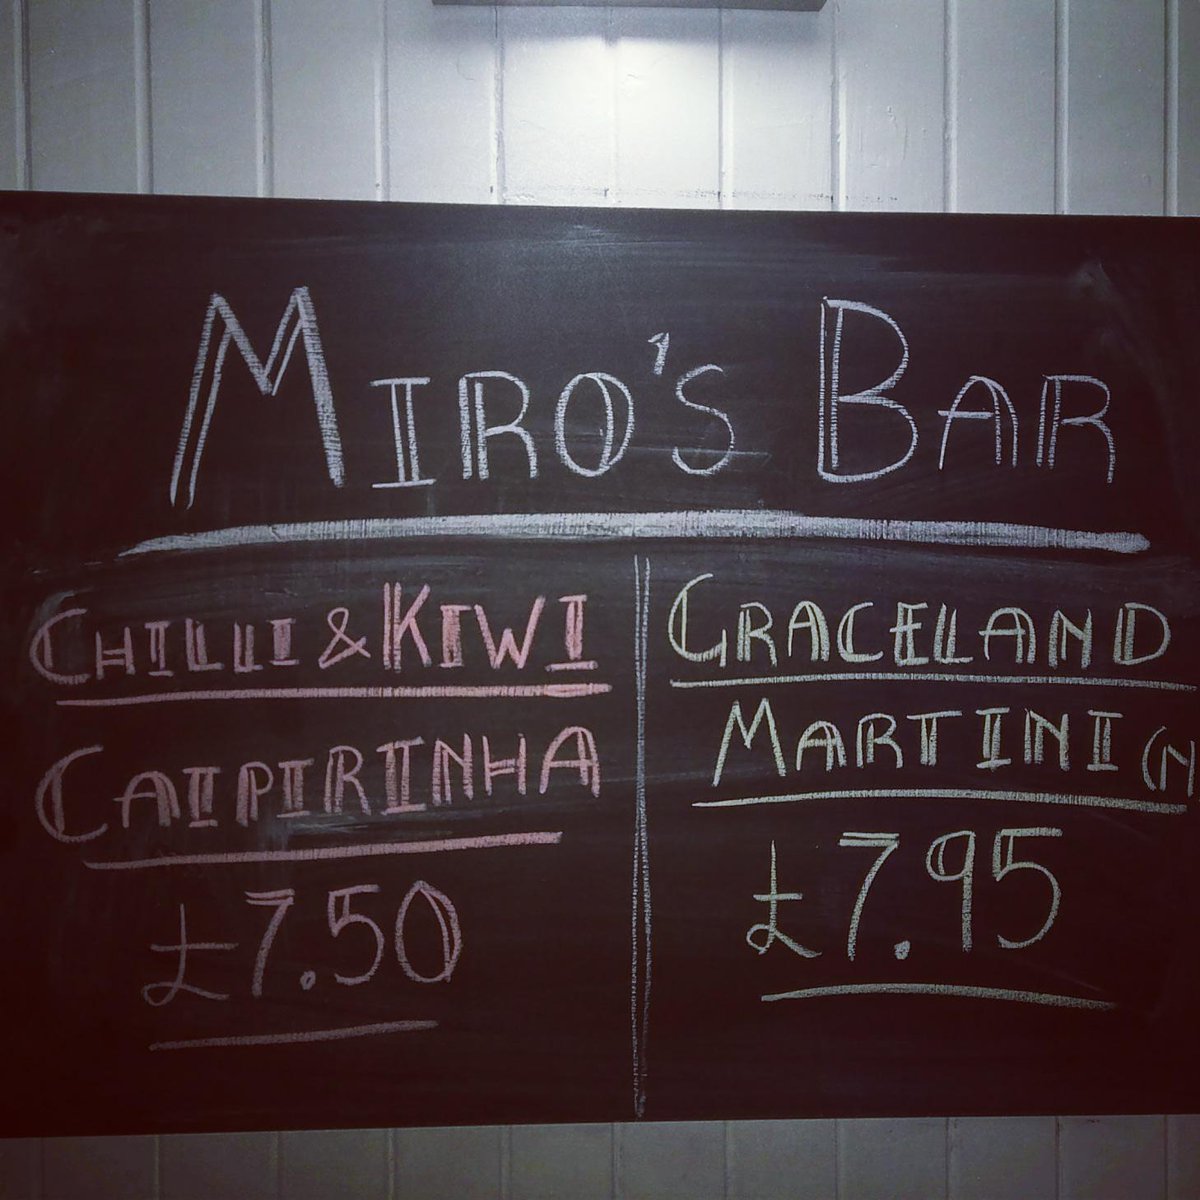 MIRO'S BAR
CHILLI & KIWI
CAIPIRINHA
£7.50
GRACELAND
MARTINI (N
£7.95